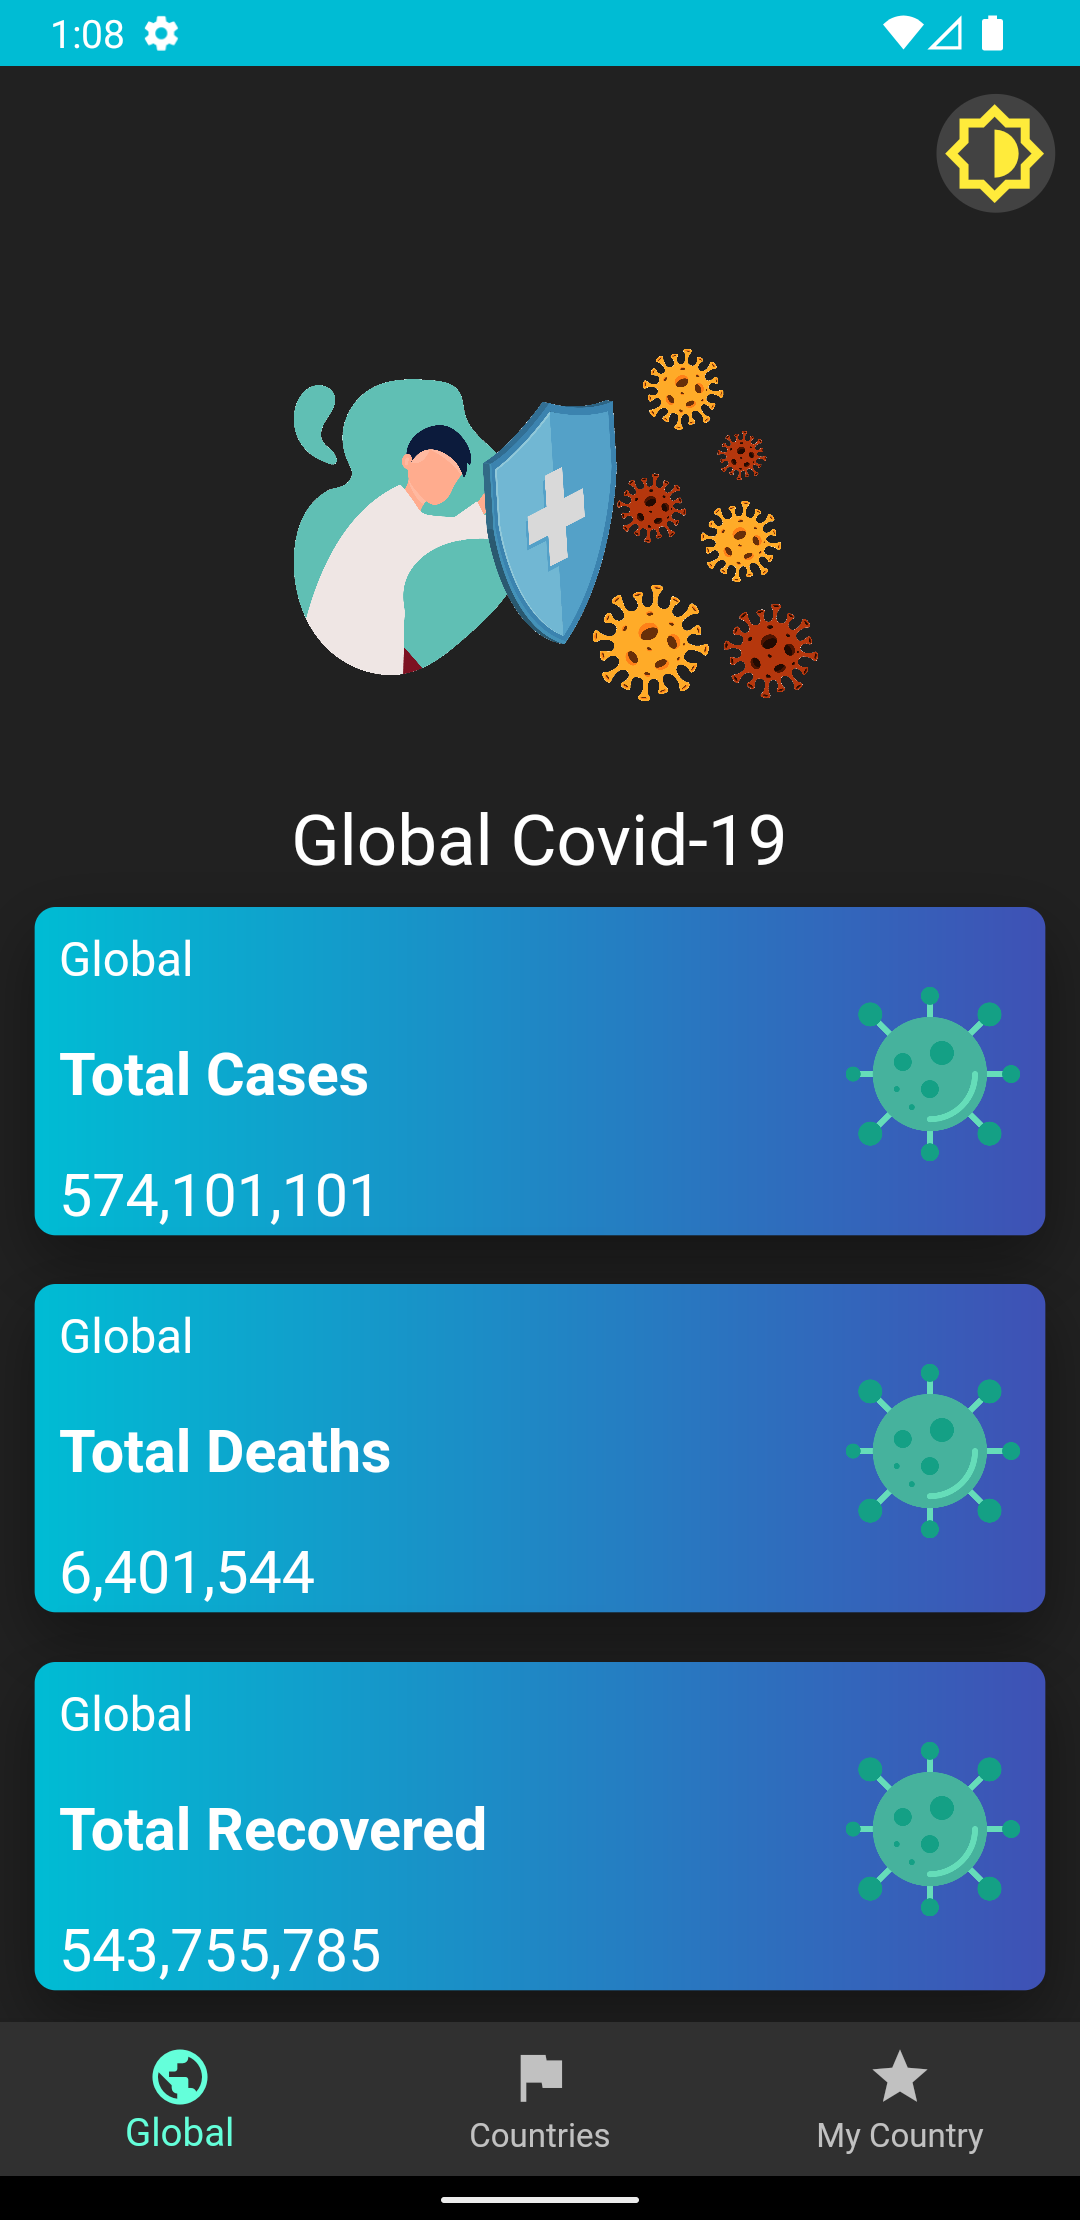 1:08
Global Covid-19
Global
Total Cases
574,101,101
Global
Total Deaths
6,401,544
Global
Total Recovered
543,755,785
Global
Countries
My Country